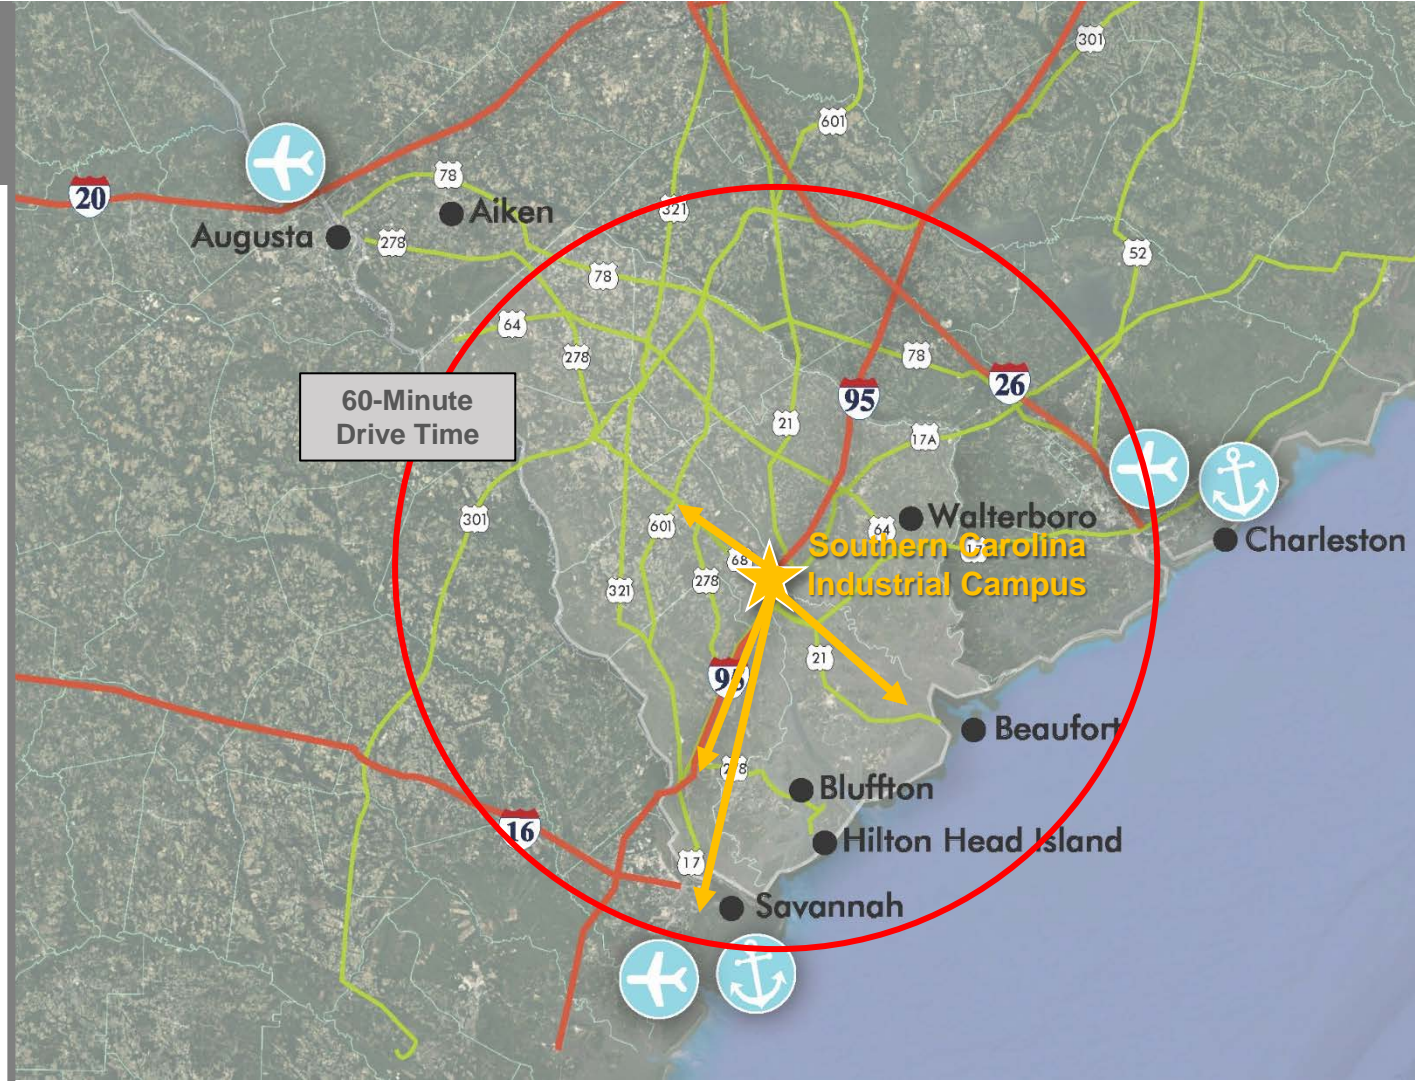 301
601
78
20
Aiken
321
Augusta
278
52
78
64
278
78
26
60-Minute
Drive Time
95
21
17A
Walterboro
301
601
64
Charleston
Southern Carolina
17
Industrial Campus
68
278
321
21
95
Beaufort
278
Bluffton
16
Hilton Head Island
17
Savannah